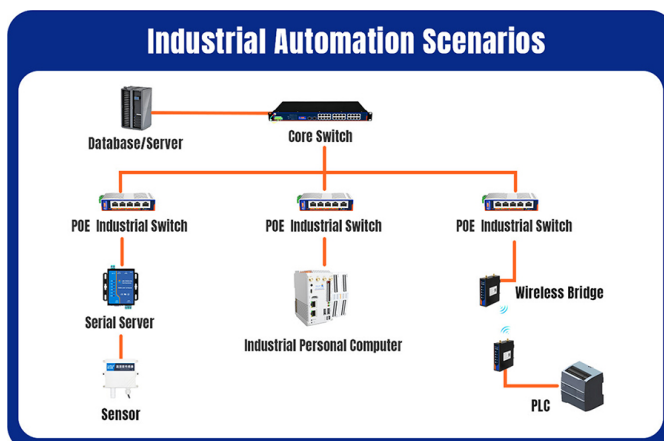 Industrial Automation Scenarios
Database/Server
Core Switch
POE Industrial Switch
POE Industrial Switch
POE Industrial Switch
Serial Server
Industrial Personal Computer
Wireless Bridge
Sensor
PLC